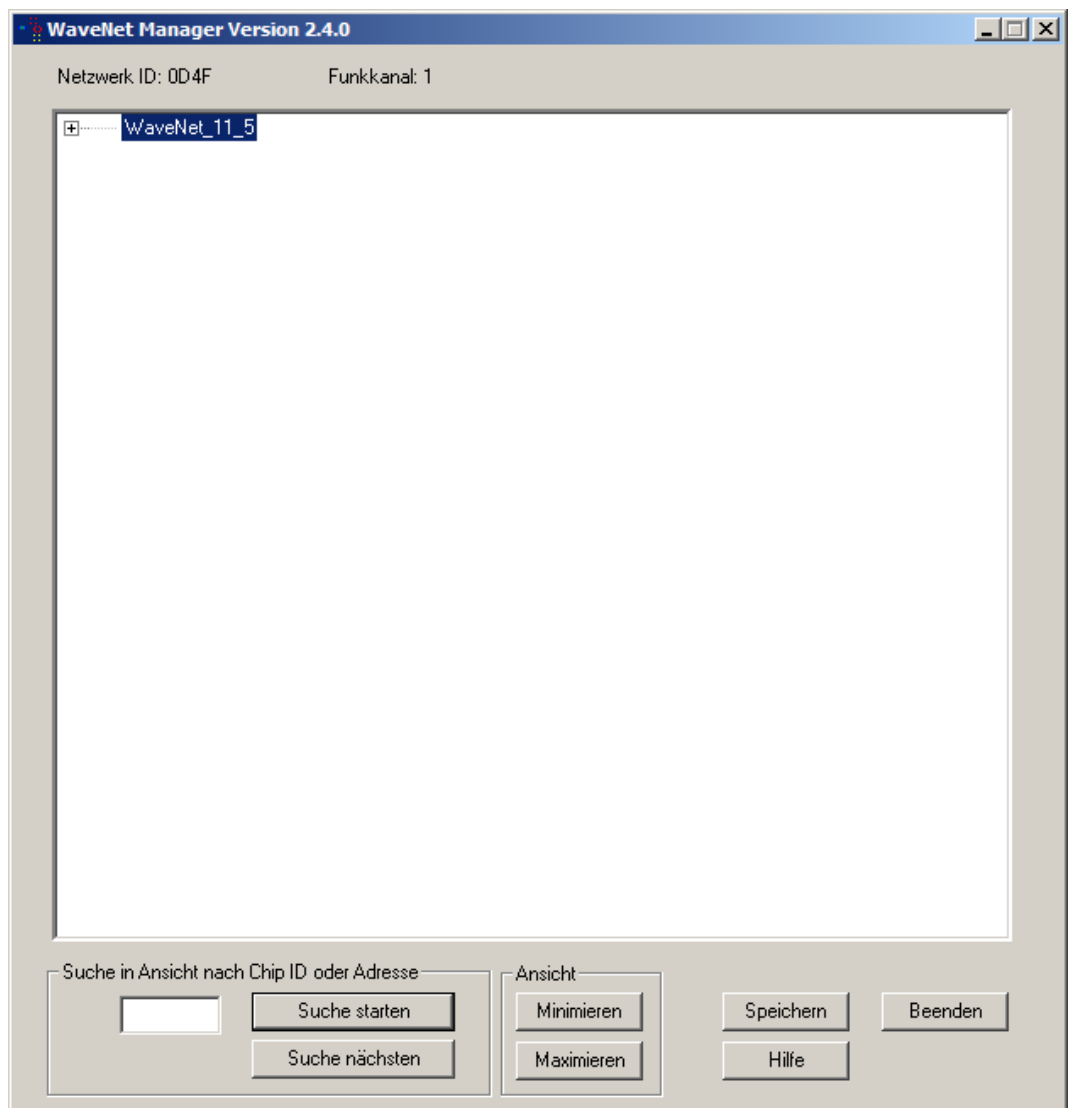 WaveNet Manager Version 2.4.0
Netzwerk ID: 0D4F Funkkanal: 1
WaveNet_11_5
Suche in Ansicht nach Chip ID oder Adresse
Ansicht
Suche starten
Minimieren
Speichern
Beenden
Suche nächsten
Maximieren
Hilfe